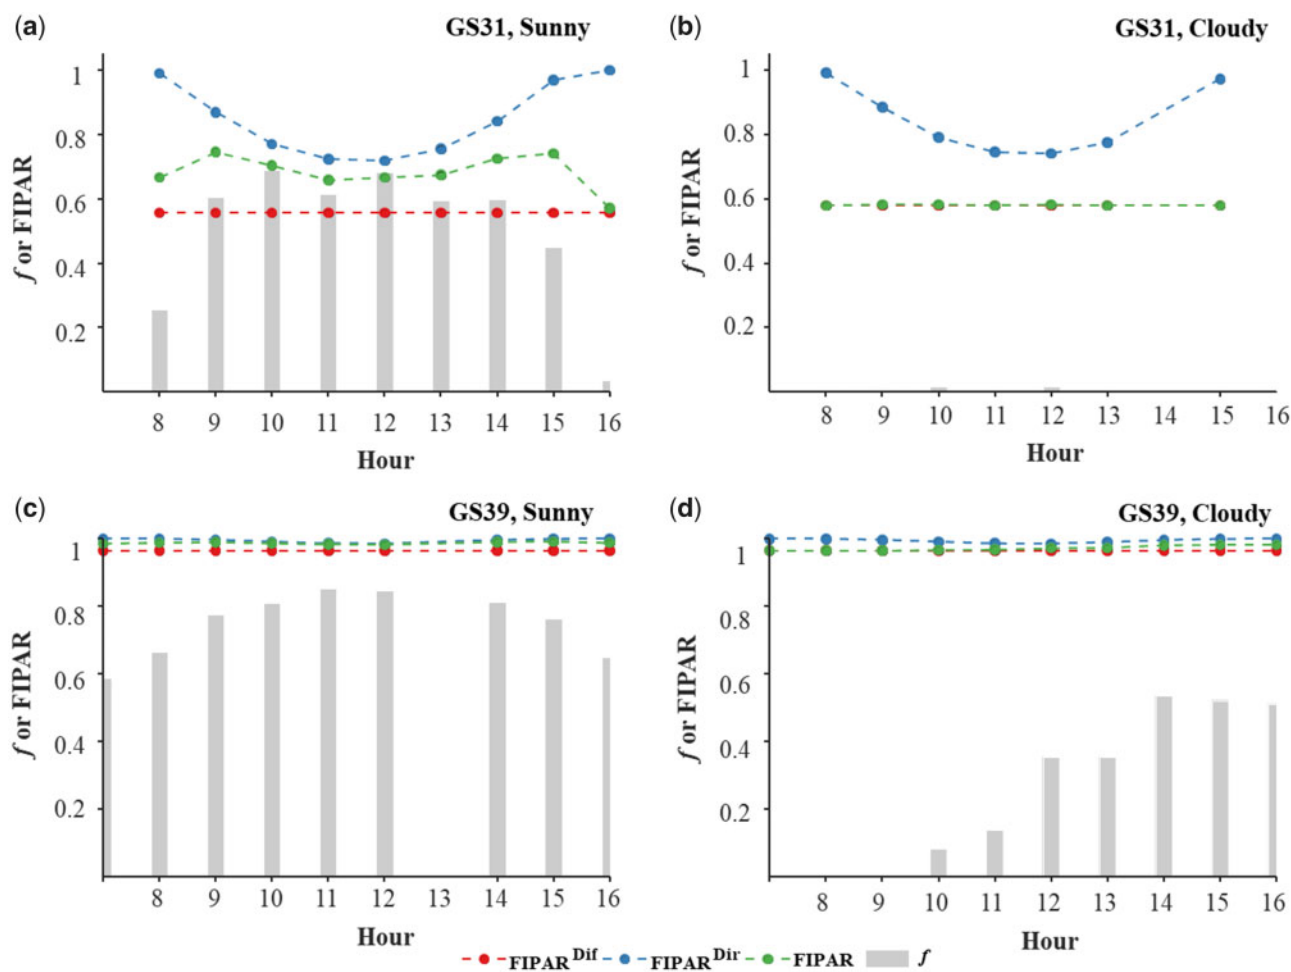 (a) GS31, Sunny
1
0.8
0.6
0.4
0.2
f or FIPAR
8 9 10 11 12 13 14 15 16
Hour
(b) GS31, Cloudy
1
0.8
0.6
0.4
0.2
f or FIPAR
8 9 10 11 12 13 14 15 16
Hour
(c) GS39, Sunny
1
0.8
0.6
0.4
0.2
f or FIPAR
8 9 10 11 12 13 14 15 16
Hour
(d) GS39, Cloudy
1
0.8
0.6
0.4
0.2
f or FIPAR
8 9 10 11 12 13 14 15 16
Hour
FIPAR^Dif FIPAR^Dir FIPAR f